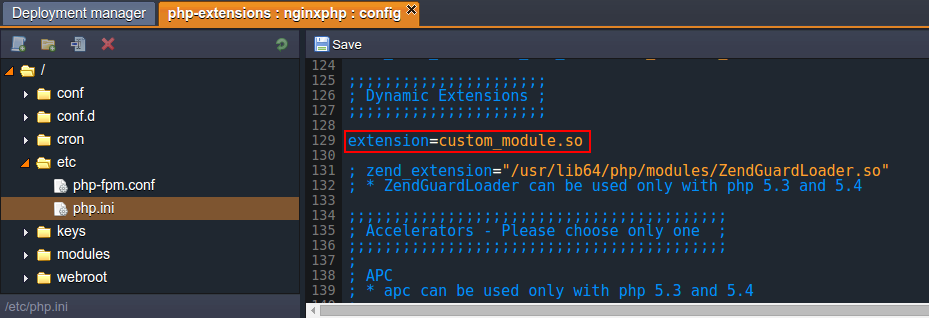 Deployment manager
php-extensions : nginxphp : config
Save
/
conf
conf.d
cron
etc
php-fpm.conf
php.ini
keys
modules
webroot
/etc/php.ini
124
125 ;;;;;;;;;;;;;;;;;;;;;;
126 ; Dynamic Extensions ;
127 ;;;;;;;;;;;;;;;;;;;;;;
128
129 extension=custom_module.so
130
131 ; zend_extension="/usr/lib64/php/modules/ZendGuardLoader.so"
132 ; * ZendGuardLoader can be used only with php 5.3 and 5.4
133
134 ;;;;;;;;;;;;;;;;;;;;;;;;;;;;;;;;;;;;;;;;;;
135 ; Accelerators - Please choose only one  ;
136 ;;;;;;;;;;;;;;;;;;;;;;;;;;;;;;;;;;;;;;;;;;
137 ;
138 ; APC
139 ; * apc can be used only with php 5.3 and 5.4